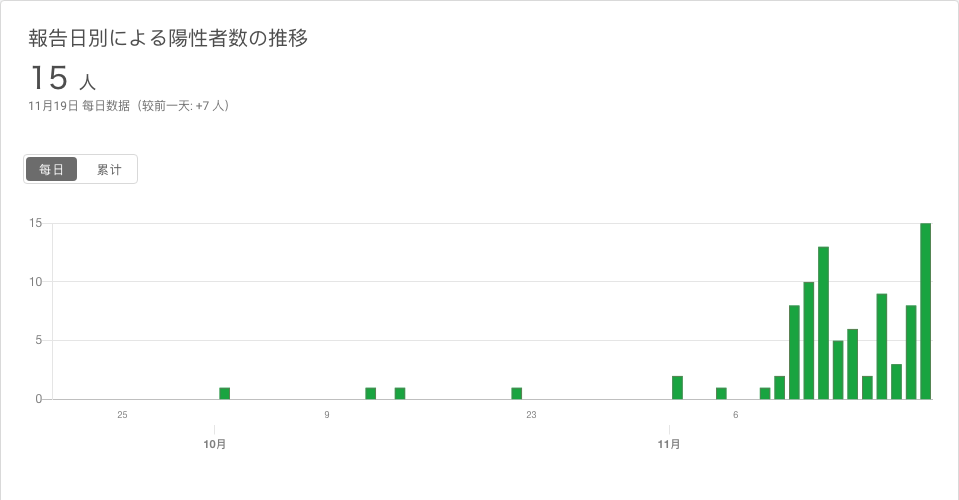 報告日別による陽性者数の推移
15 人
11月19日 每日数据（较前一天: +7 人）
每日 累计
15
10
5
0
25 9 23 6
10月 11月